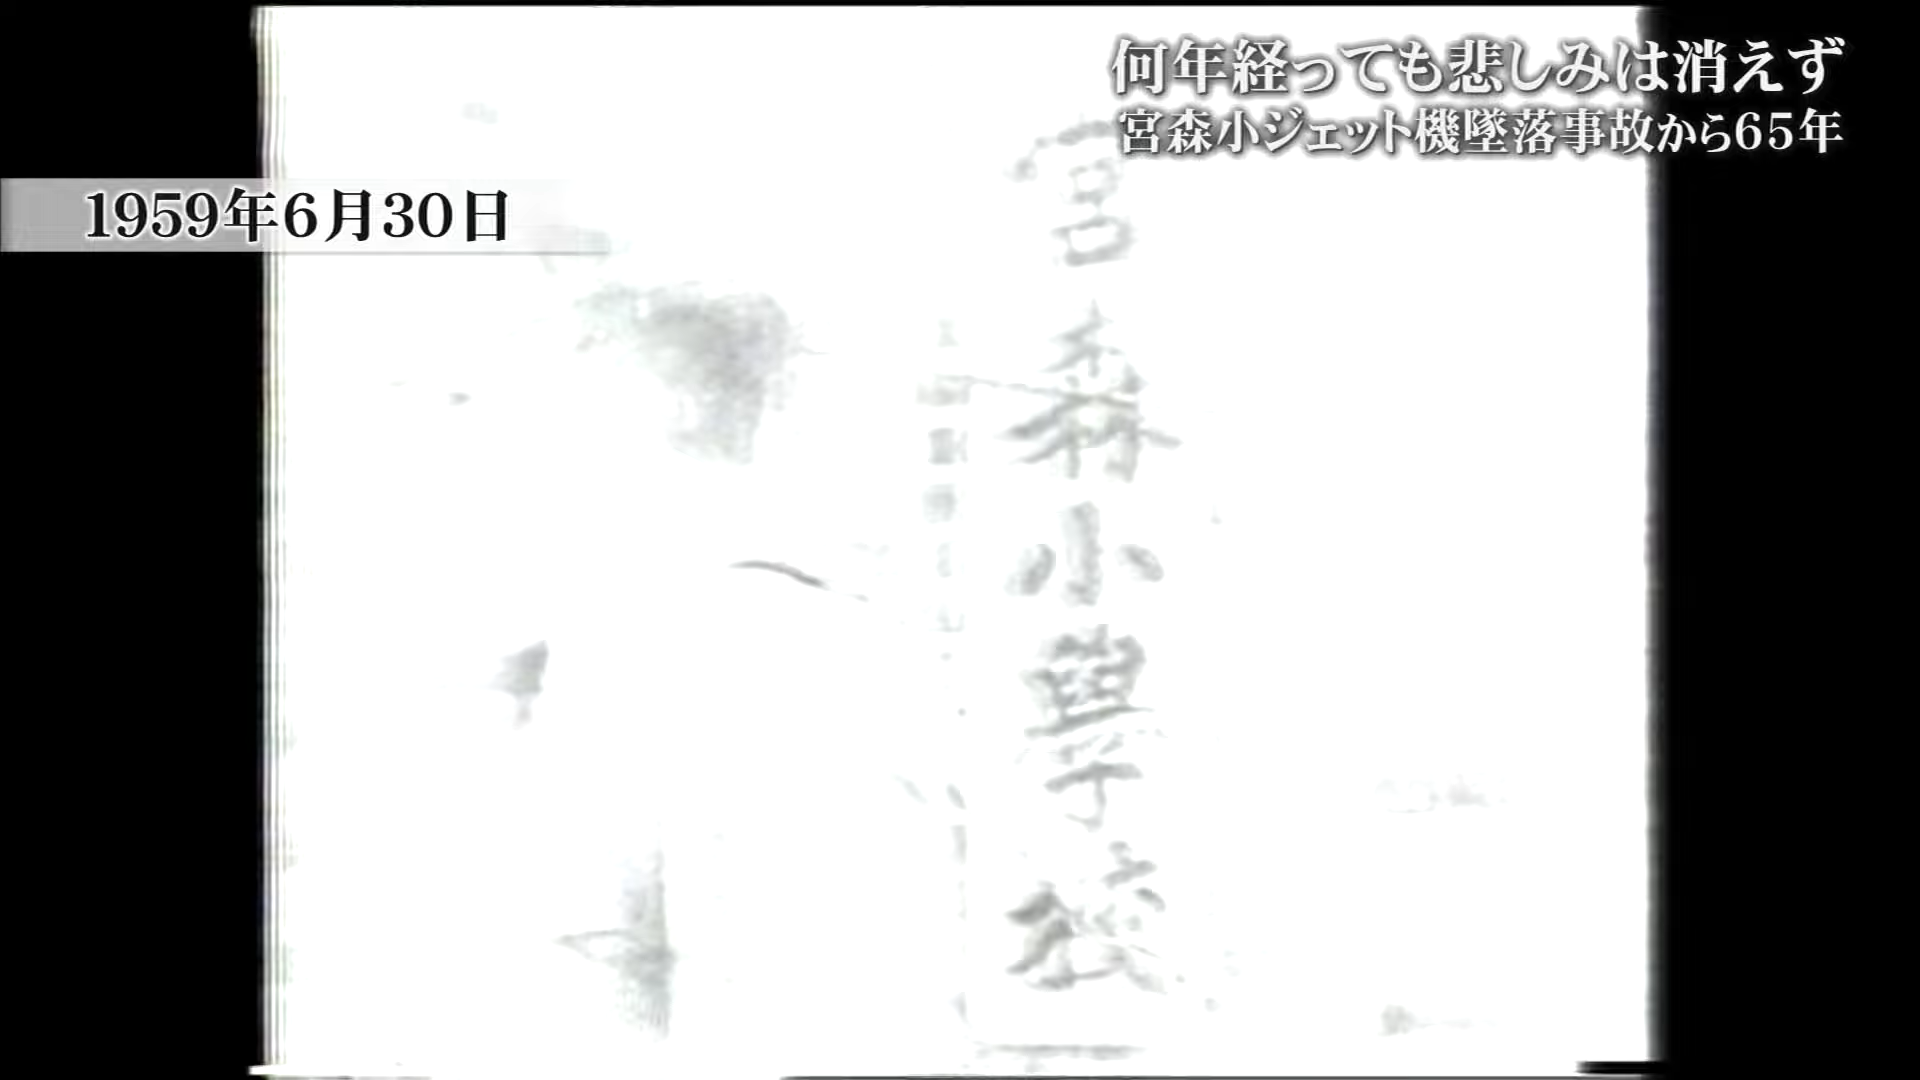 何年経っても悲しみは消えず
宮森小ジェット機墜落事故から65年
1959年6月30日
宮森小學校